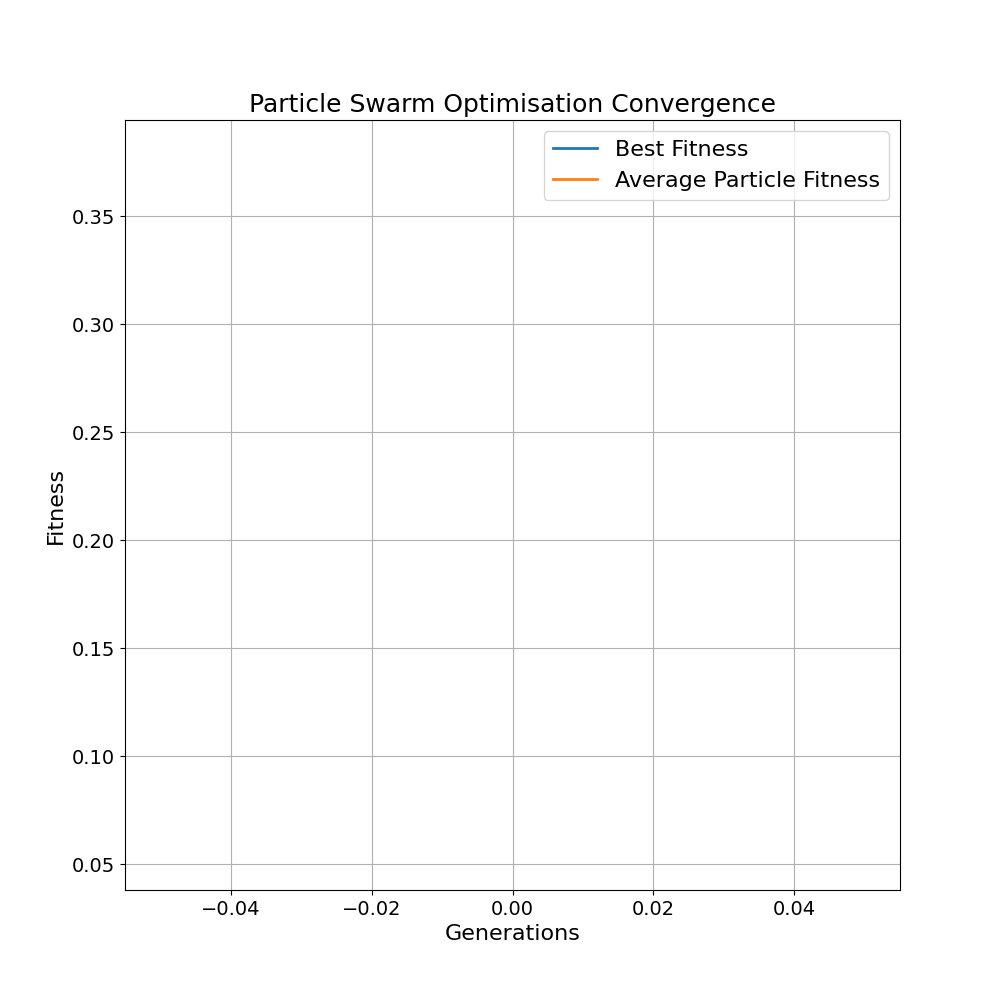 Particle Swarm Optimisation Convergence
Best Fitness
Average Particle Fitness
0.35
0.30
0.25
0.20
0.15
0.10
0.05
Fitness
−0.04
−0.02
0.00
0.02
0.04
Generations